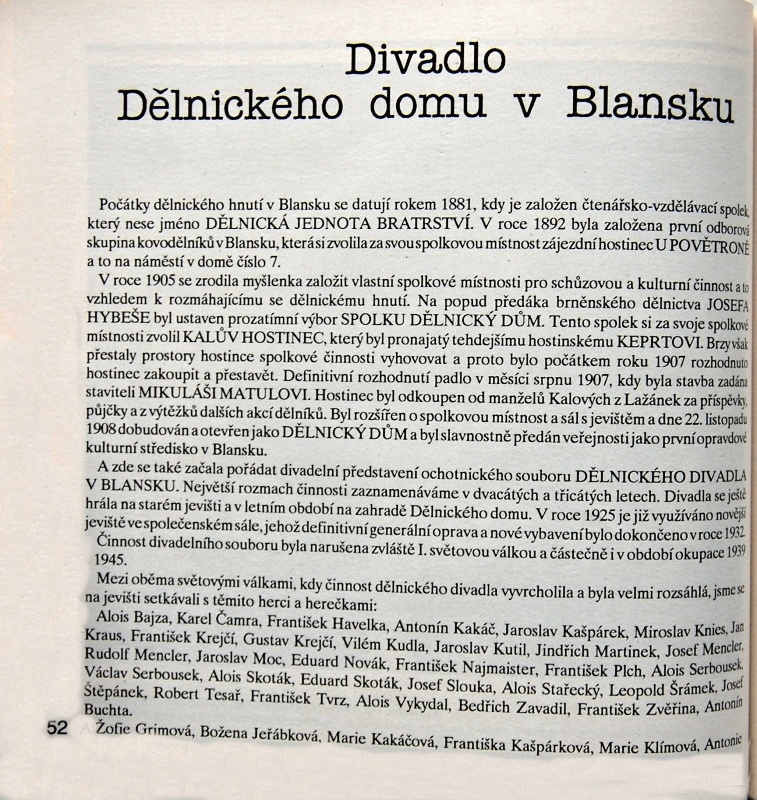 Divadlo
Dělnického domu v Blansku
Počátky dělnického hnutí v Blansku se datují rokem 1881, kdy je založen čtenářsko-vzdělávací spolek,
který nese jméno DĚLNICKÁ JEDNOTA BRATRSTVÍ. V roce 1892 byla založena první odborová
skupina kovodělníků v Blansku, která si zvolila za svou spolkovou místnost zájezdní hostinec U POVĚTRONĚ
a to na náměstí v domě číslo 7.
V roce 1905 se zrodila myšlenka založit vlastní spolkové místnosti pro schůzovou a kulturní činnost a to
vzhledem k rozmáhajícímu se dělnickému hnutí. Na popud předáka brněnského dělnictva JOSEFA
HYBEŠE byl ustaven prozatímní výbor SPOLKU DĚLNICKÝ DŮM. Tento spolek si za svoje spolkové
místnosti zvolil KALŮV HOSTINEC, který byl pronajatý tehdejšímu hostinskému KEPRTOVI. Brzy však
přestaly prostory hostince spolkové činnosti vyhovovat a proto bylo počátkem roku 1907 rozhodnuto
hostinec zakoupit a přestavět. Definitivní rozhodnutí padlo v měsíci srpnu 1907, kdy byla stavba zadána
staviteli MIKULÁŠI MATULOVI. Hostinec byl odkoupen od manželů Kalových z Lažánek za příspěvky,
půjčky a z výtěžků dalších akcí dělníků. Byl rozšířen o spolkovou místnost a sál s jevištěm a dne 22. listopadu
1908 dobudován a otevřen jako DĚLNICKÝ DŮM a byl slavnostně předán veřejnosti jako první opravdové
kulturní středisko v Blansku.
A zde se také začala pořádat divadelní představení ochotnického souboru DĚLNICKÉHO DIVADLA
V BLANSKU. Největší rozmach činnosti zaznamenáváme v dvacátých a třicátých letech. Divadla se ještě
hrála na starém jevišti a v letním období na zahradě Dělnického domu. V roce 1925 je již využíváno novější
jeviště ve společenském sále, jehož definitivní generální oprava a nové vybavení bylo dokončeno v roce 1932.
Činnost divadelního souboru byla narušena zvláště I. světovou válkou a částečně i v období okupace 1939
1945.
Mezi oběma světovými válkami, kdy činnost dělnického divadla vyvrcholila a byla velmi rozsáhlá, jsme se
na jevišti setkávali s těmito herci a herečkami:
Alois Bajza, Karel Čamra, František Havelka, Antonín Kakáč, Jaroslav Kašpárek, Miroslav Knies, Jan
Kraus, František Krejčí, Gustav Krejčí, Vilém Kudla, Jaroslav Kutil, Jindřich Martinek, Josef Mencler,
Rudolf Mencler, Jaroslav Moc, Eduard Novák, František Najmaister, František Plch, Alois Serbousek,
Václav Serbousek, Alois Skoták, Eduard Skoták, Josef Slouka, Alois Stařecký, Leopold Šrámek, Josef
Štěpánek, Robert Tesař, František Tvrz, Alois Vykydal, Bedřich Zavadil, František Zvěřina, Antonín
Buchta.
Žofie Grimová, Božena Jeřábková, Marie Kakáčová, Františka Kašpárková, Marie Klímová, Antonie
52